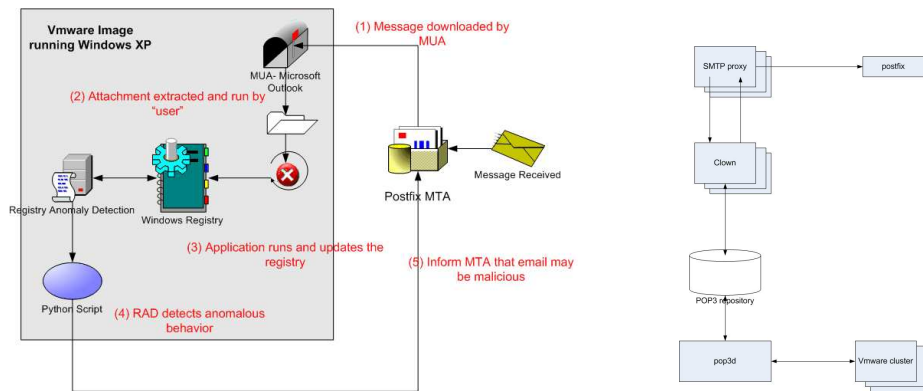 Vmware Image
running Windows XP
(1) Message downloaded by
MUA
MUA- Microsoft
Outlook
(2) Attachment extracted and run by
"user"
Message Received
Postfix MTA
Registry Anomaly Detection
Windows Registry
(3) Application runs and updates the
registry
(5) Inform MTA that email may
be malicious
Python Script
(4) RAD detects anomalous
behavior
SMTP proxy
postfix
Clown
POP3 repository
pop3d
Vmware cluster